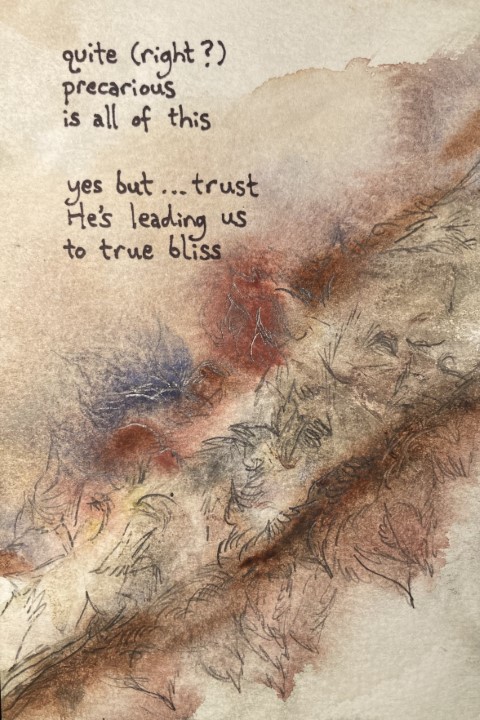 quite (right?)
precarious
is all of this
yes but...trust
He's leading us
to true bliss